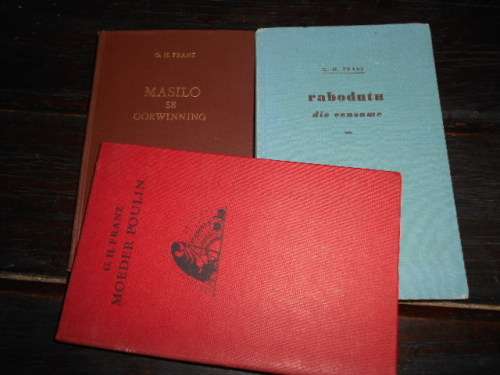 G. H. FRANZ
MASILO
SE
OORWINNING
G. H. FRANZ
rabodutu
die eensame
G. H. FRANZ
MOEDER POULIN